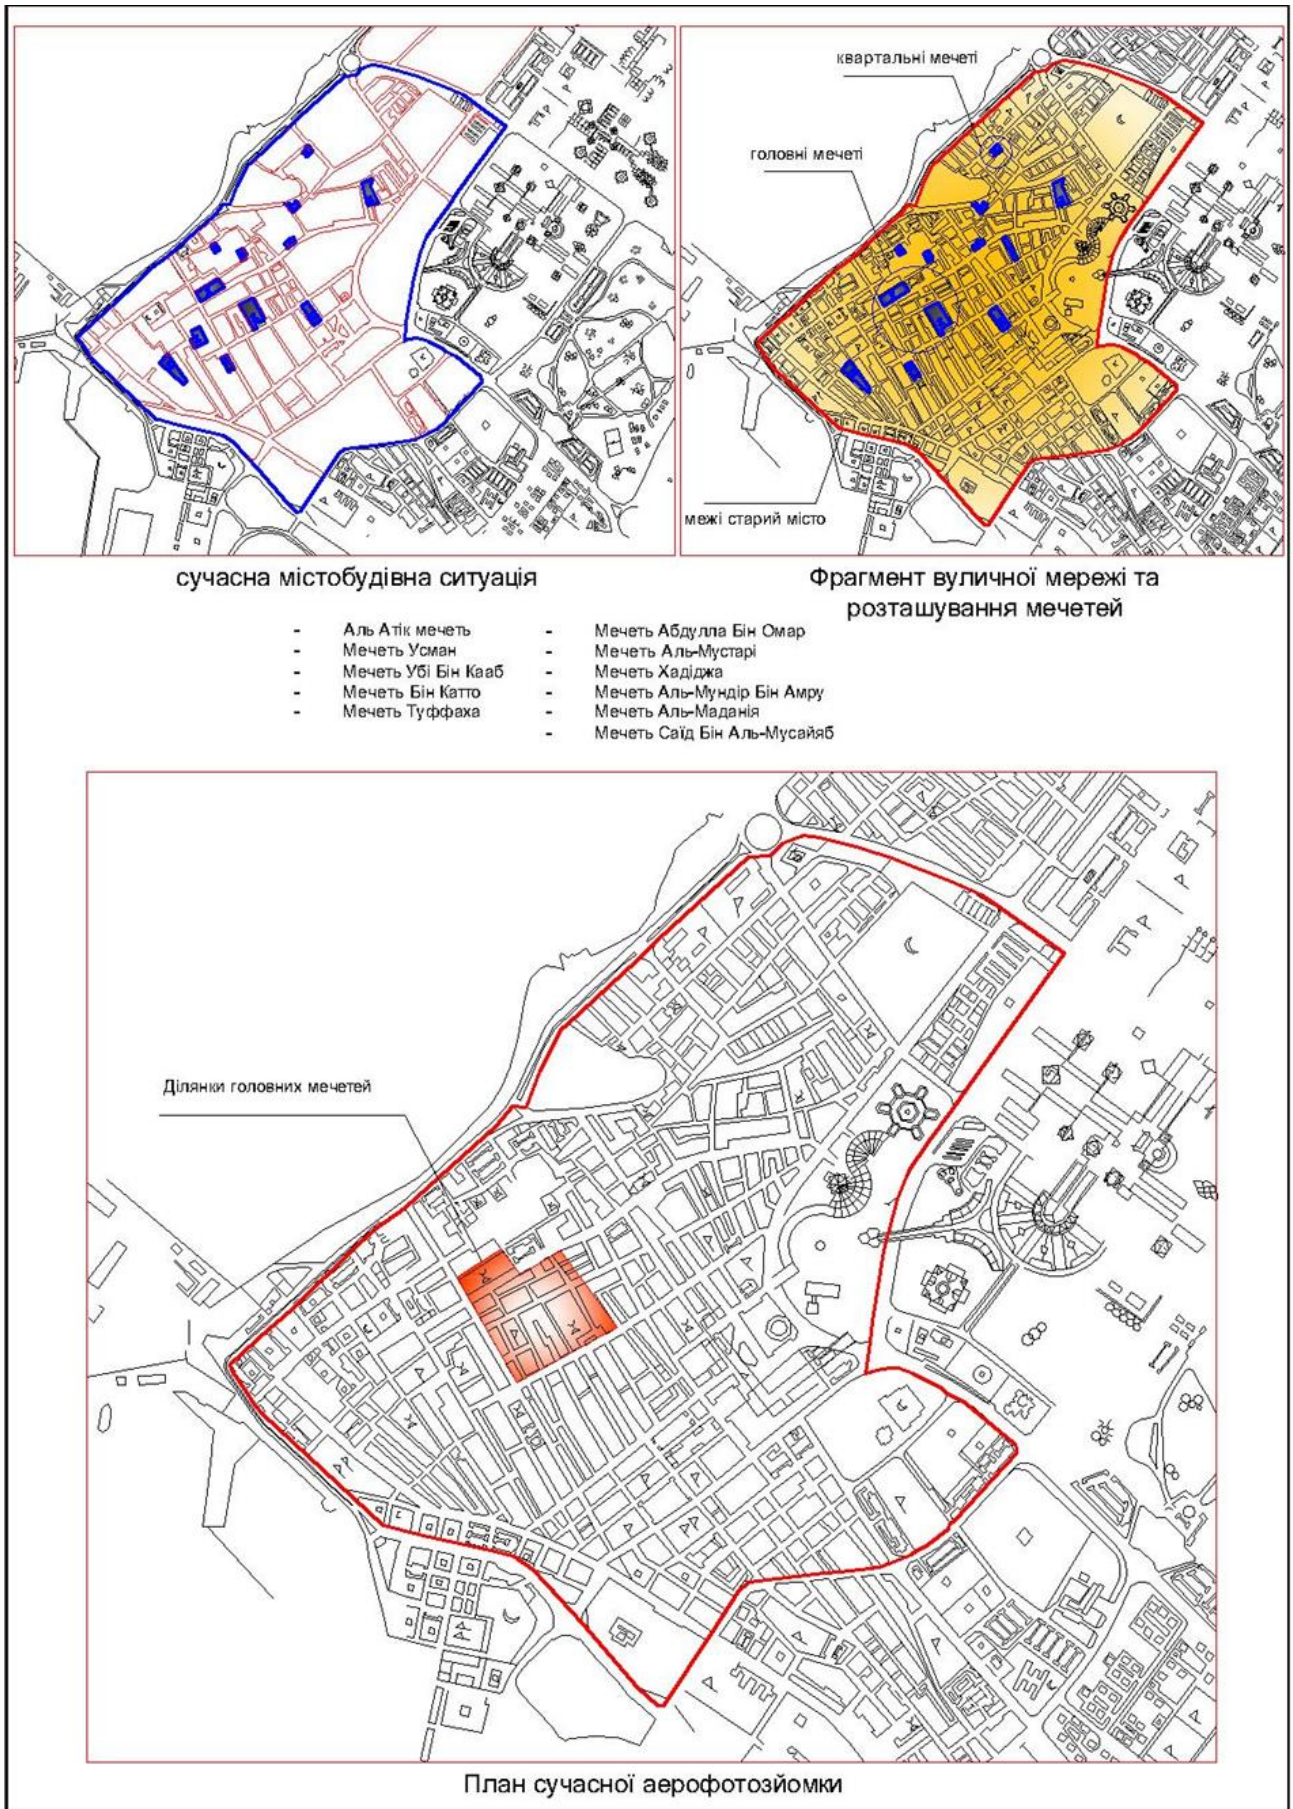 квартальні мечеті
головні мечеті
межі старий місто
сучасна містобудівна ситуація
Фрагмент вуличної мережі та
розташування мечетей
- Аль Атік мечеть
- Мечеть Усман
- Мечеть Убі Бін Кааб
- Мечеть Бін Катто
- Мечеть Туффаха
- Мечеть Абдулла Бін Омар
- Мечеть Аль-Мустарі
- Мечеть Хадіджа
- Мечеть Аль-Мундір Бін Амру
- Мечеть Аль-Маданія
- Мечеть Саїд Бін Аль-Мусайяб
Ділянки головних мечетей
План сучасної аерофотозйомки